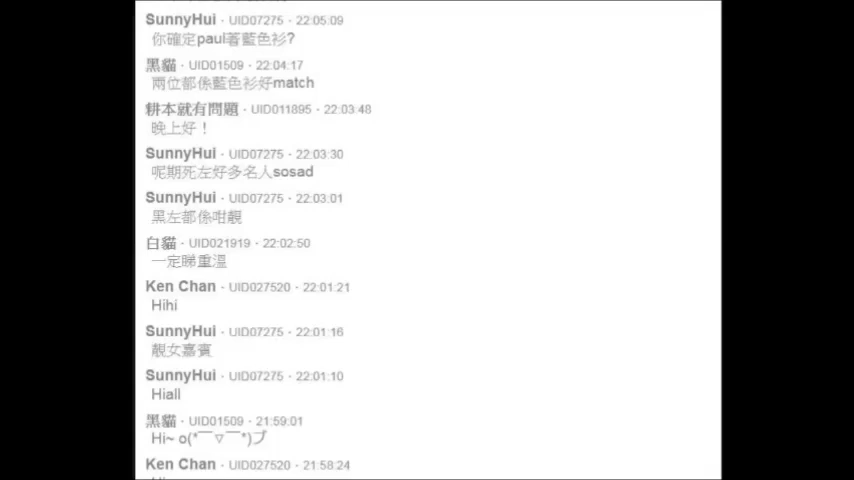 SunnyHui · UID07275 · 22:05:09
你確定paul著藍色衫?
黑貓 · UID01509 · 22:04:17
兩位都係藍色衫好match
耕本就有問題 · UID011895 · 22:03:48
晚上好！
SunnyHui · UID07275 · 22:03:30
呢期死左好多名人sosad
SunnyHui · UID07275 · 22:03:01
黑左都係咁靚
白貓 · UID021919 · 22:02:50
一定睇重溫
Ken Chan · UID027520 · 22:01:21
Hihi
SunnyHui · UID07275 · 22:01:16
靚女嘉賓
SunnyHui · UID07275 · 22:01:10
Hiall
黑貓 · UID01509 · 21:59:01
Hi~ o(*￣▽￣*)ブ
Ken Chan · UID027520 · 21:58:24